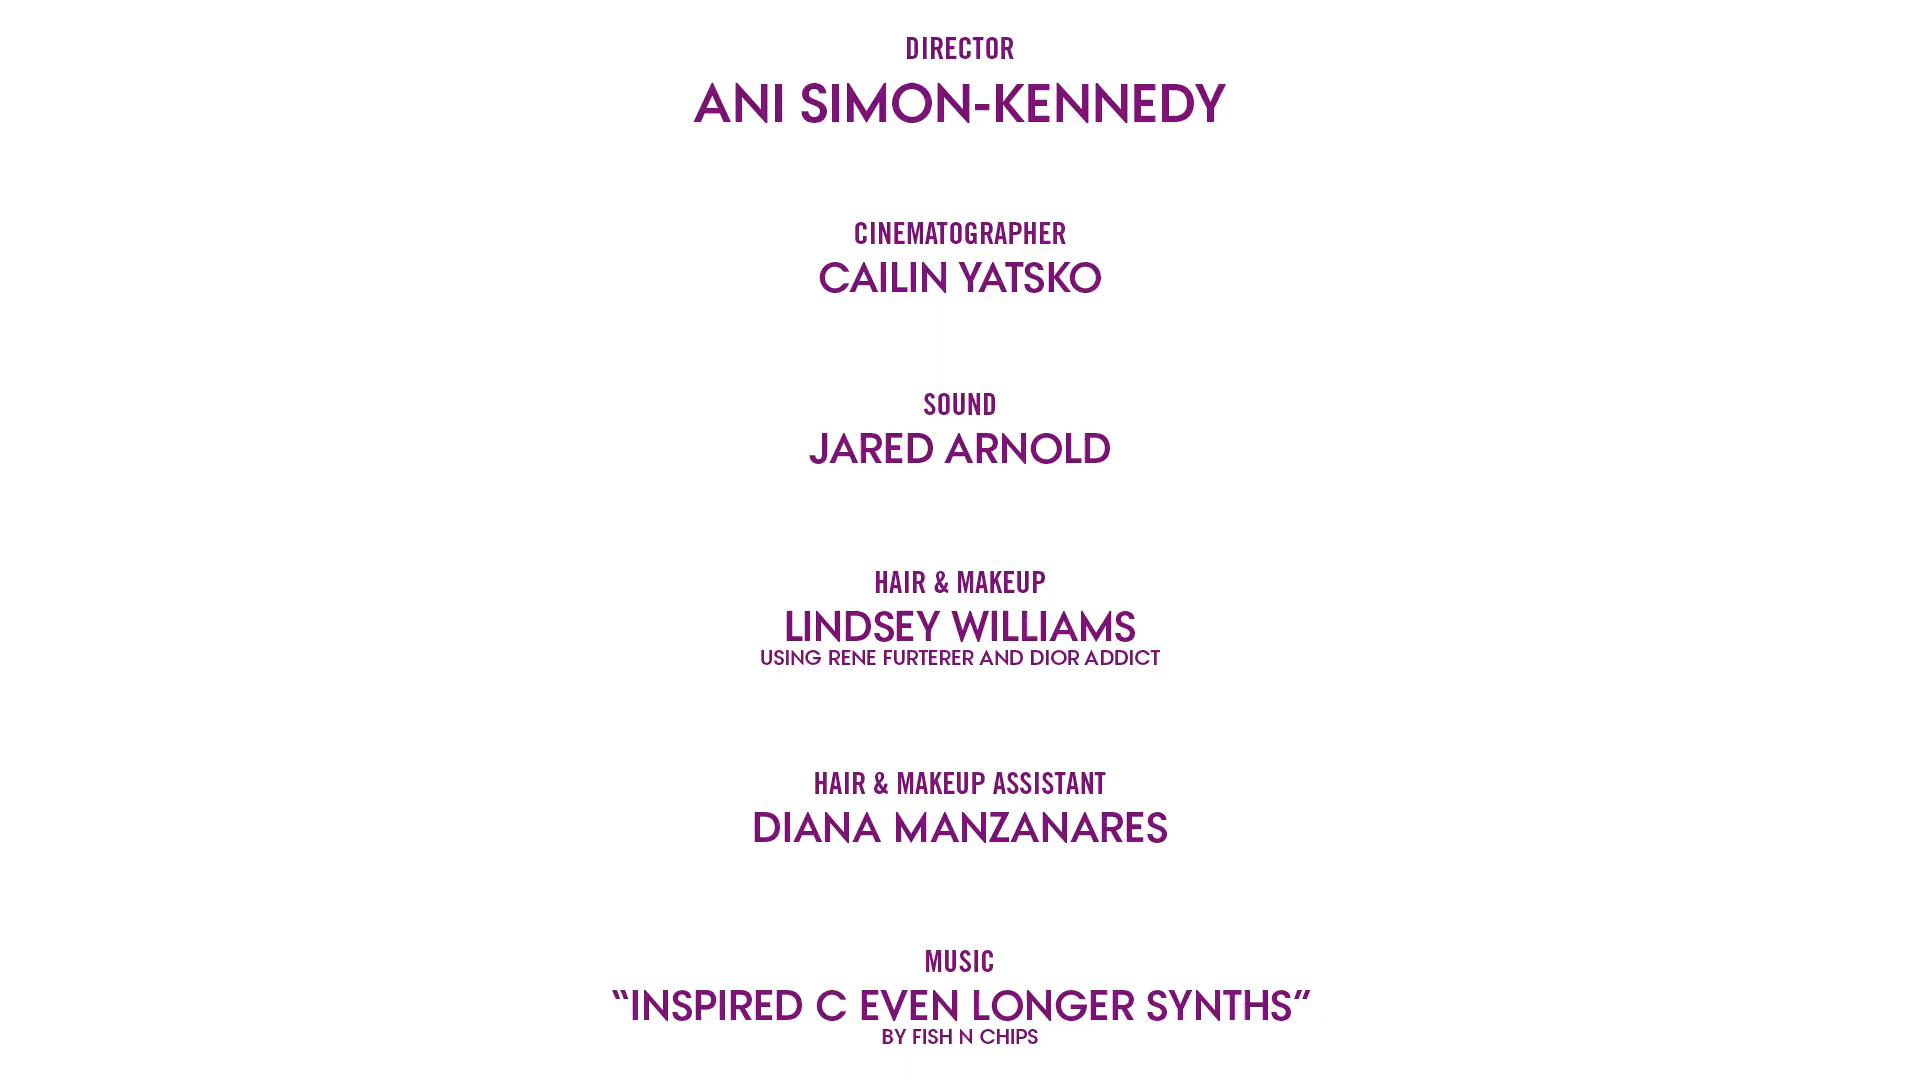 DIRECTOR
ANI SIMON-KENNEDY
CINEMATOGRAPHER
CAILIN YATSKO
SOUND
JARED ARNOLD
HAIR & MAKEUP
LINDSEY WILLIAMS
USING RENE FURTERER AND DIOR ADDICT
HAIR & MAKEUP ASSISTANT
DIANA MANZANARES
MUSIC
“INSPIRED C EVEN LONGER SYNTHS”
BY FISH N CHIPS